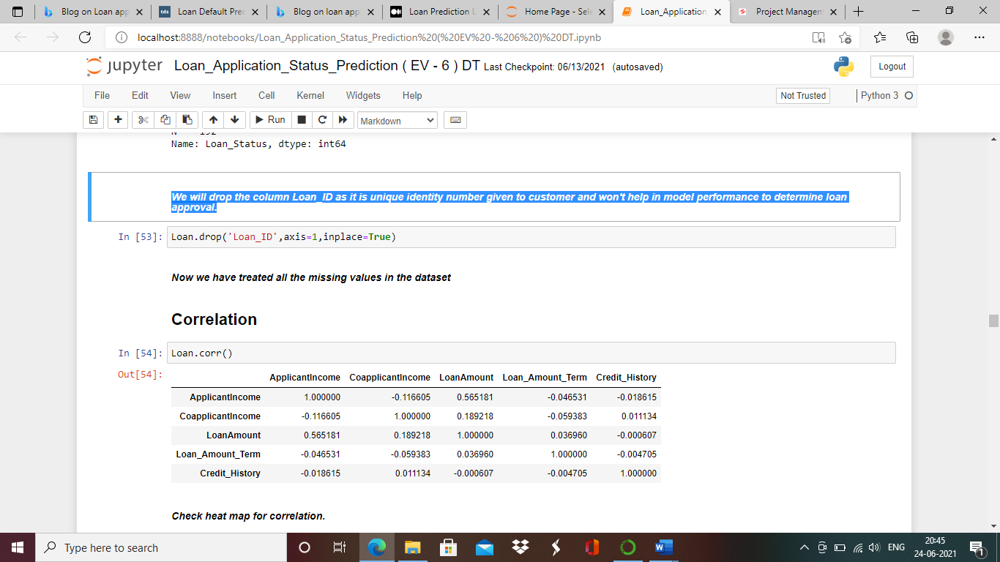 Blog on Loan app
tds Loan Default Pred
Blog on loan app
Loan Prediction U
Home Page - Sele
Loan_Application
Project Managem
localhost:8888/notebooks/Loan_Application_Status_Prediction%20(%20EV%20-%206%20)%20DT.ipynb
jupyter Loan_Application_Status_Prediction ( EV - 6 ) DT Last Checkpoint: 06/13/2021 (autosaved)
Logout
File Edit View Insert Cell Kernel Widgets Help
Not Trusted
Python 3
Run
Markdown
Name: Loan_Status, dtype: int64
We will drop the column Loan_ID as it is unique identity number given to customer and won't help in model performance to determine loan
approval.
In [53]: Loan.drop('Loan_ID',axis=1,inplace=True)
Now we have treated all the missing values in the dataset
Correlation
In [54]: Loan.corr()
Out[54]:
ApplicantIncome CoapplicantIncome LoanAmount Loan_Amount_Term Credit_History
ApplicantIncome 1.000000 -0.116605 0.565181 -0.046531 -0.018615
CoapplicantIncome -0.116605 1.000000 0.189218 -0.059383 0.011134
LoanAmount 0.565181 0.189218 1.000000 0.036960 -0.000607
Loan_Amount_Term -0.046531 -0.059383 0.036960 1.000000 -0.004705
Credit_History -0.018615 0.011134 -0.000607 -0.004705 1.000000
Check heat map for correlation.
Type here to search
ENG
20:45
24-06-2021
1